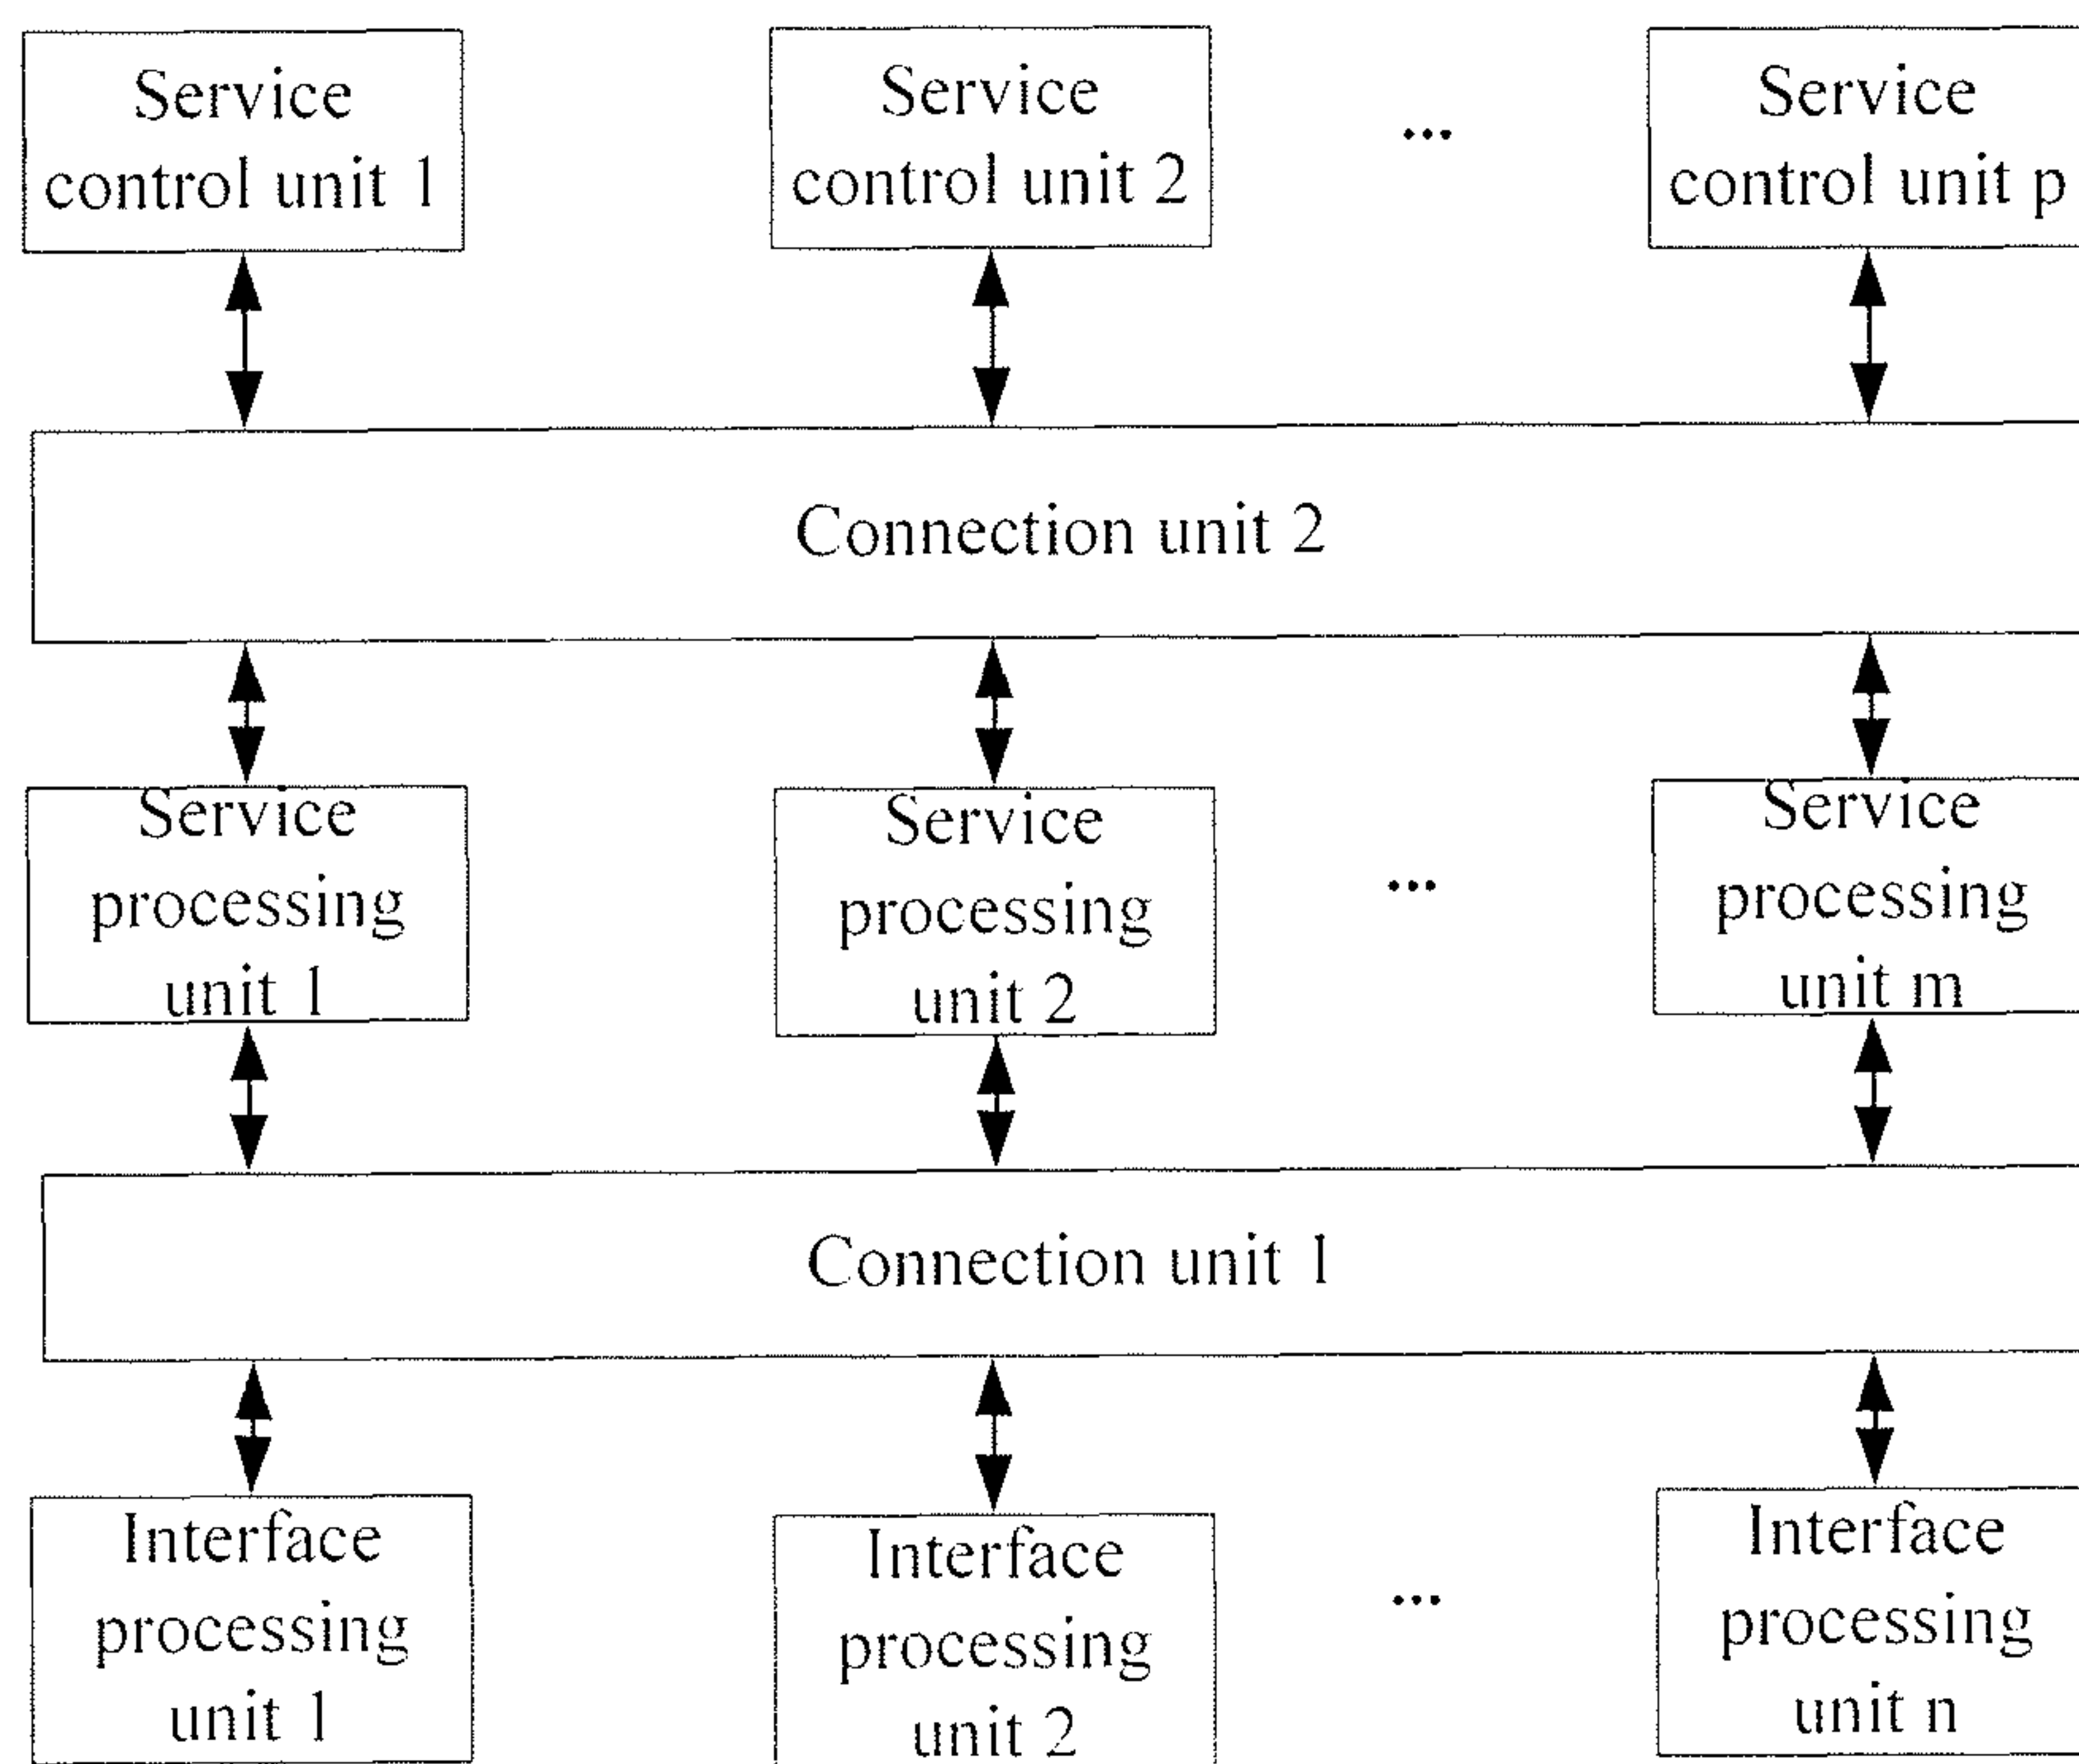 Service
control unit 1
Service
control unit 2
...
Service
control unit p
Connection unit 2
Service
processing
unit 1
Service
processing
unit 2
...
Service
processing
unit m
Connection unit 1
Interface
processing
unit 1
Interface
processing
unit 2
...
Interface
processing
unit n